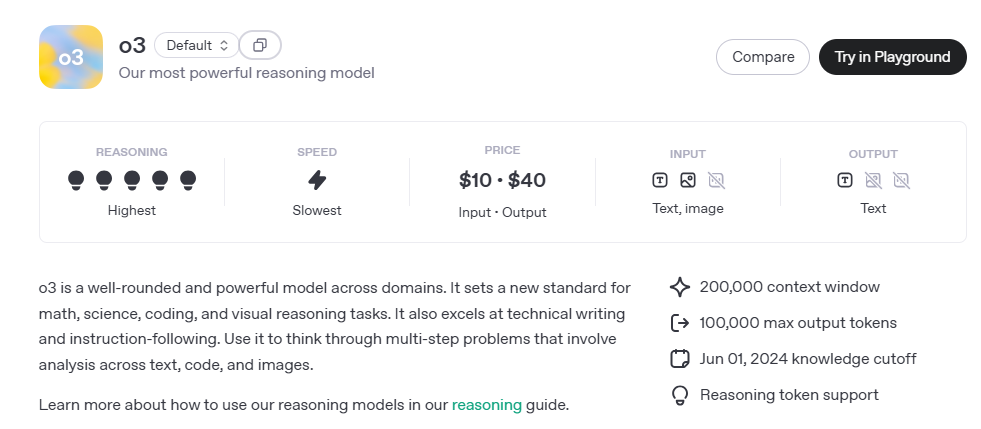 o3
o3
Default
Our most powerful reasoning model
Compare
Try in Playground
REASONING
Highest
SPEED
Slowest
PRICE
$10 • $40
Input • Output
INPUT
Text, image
OUTPUT
Text
o3 is a well-rounded and powerful model across domains. It sets a new standard for
math, science, coding, and visual reasoning tasks. It also excels at technical writing
and instruction-following. Use it to think through multi-step problems that involve
analysis across text, code, and images.
Learn more about how to use our reasoning models in our reasoning guide.
200,000 context window
100,000 max output tokens
Jun 01, 2024 knowledge cutoff
Reasoning token support